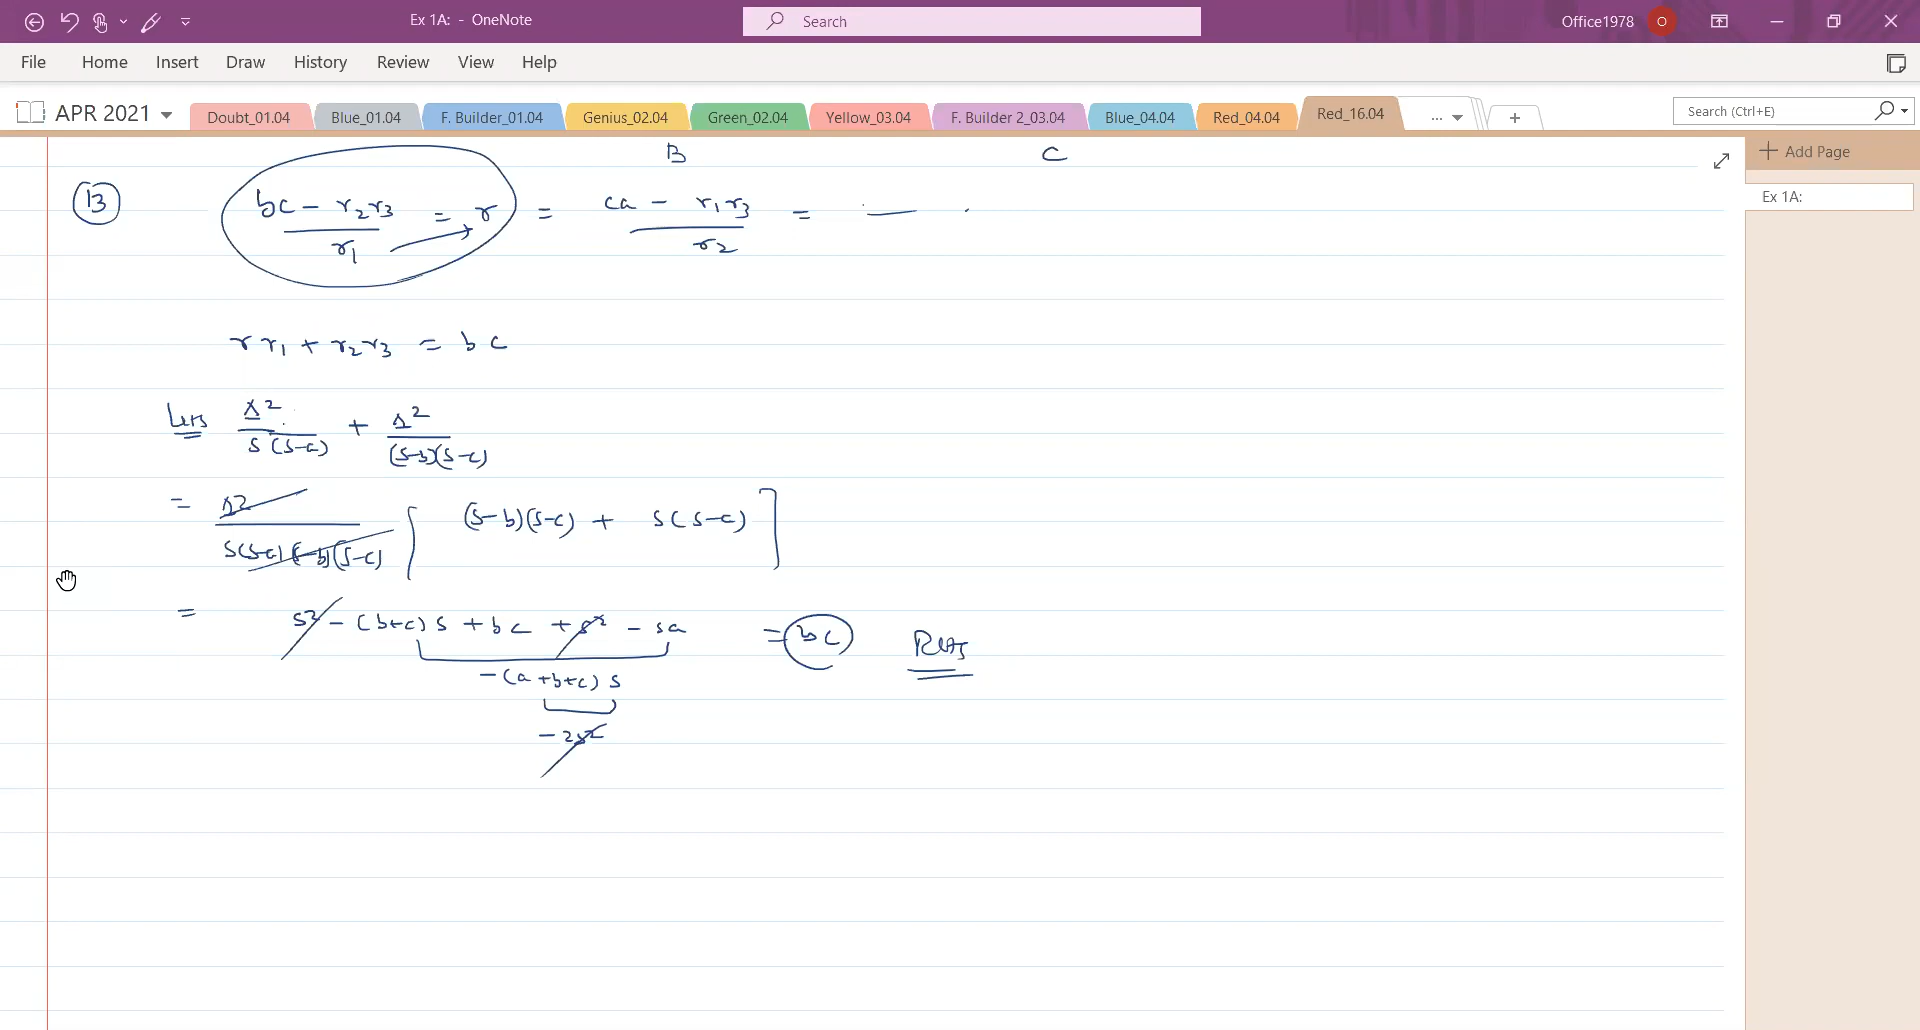 Ex 1A: - OneNote
Search
Office1978
O
File Home Insert Draw History Review View Help
APR 2021
Doubt_01.04 Blue_01.04 F. Builder_01.04 Genius_02.04 Green_02.04 Yellow_03.04 F. Builder 2_03.04 Blue_04.04 Red_04.04 Red_16.04 ... +
Search (Ctrl+E)
Add Page
Ex 1A:
B C
13 (bc - r₂r₃)/r₁ = r = (ca - r₁r₃)/r₂ =
r r₁ + r₂r₃ = bc
LHS Δ²/s(s-a) + Δ²/(s-b)(s-c)
= Δ²/s(s-a)(s-b)(s-c) [ (s-b)(s-c) + s(s-a) ]
= s² - (b+c)s + bc + s² - sa = bc RHS
-(a+b+c)s
-2s²